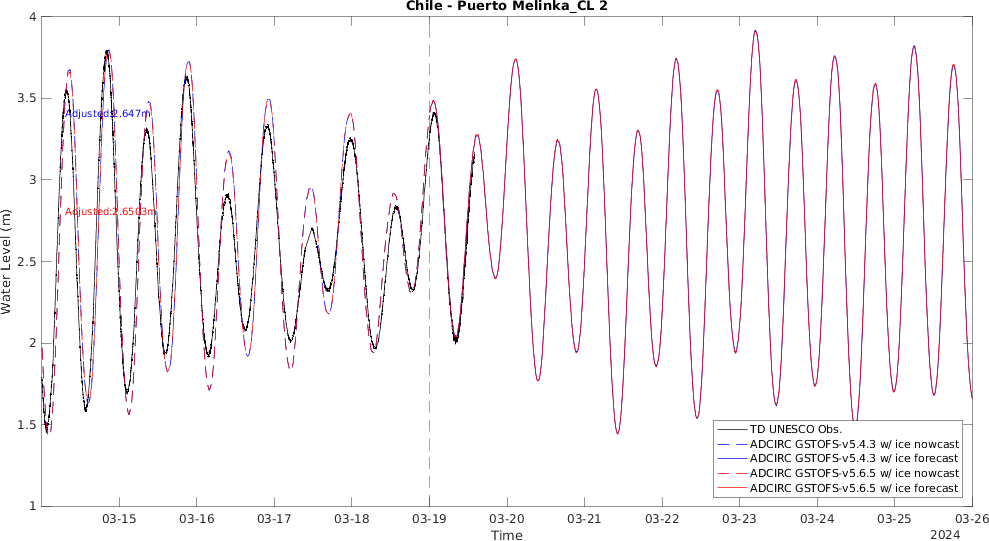 Chile - Puerto Melinka_CL 2
4
3.5
3
2.5
2
1.5
1
Water Level (m)
Adjusted:2.647m
Adjusted:2.6503m
TD UNESCO Obs.
ADCIRC GSTOFS-v5.4.3 w/ ice nowcast
ADCIRC GSTOFS-v5.4.3 w/ ice forecast
ADCIRC GSTOFS-v5.6.5 w/ ice nowcast
ADCIRC GSTOFS-v5.6.5 w/ ice forecast
03-15 03-16 03-17 03-18 03-19 03-20 03-21 03-22 03-23 03-24 03-25 03-26
Time
2024